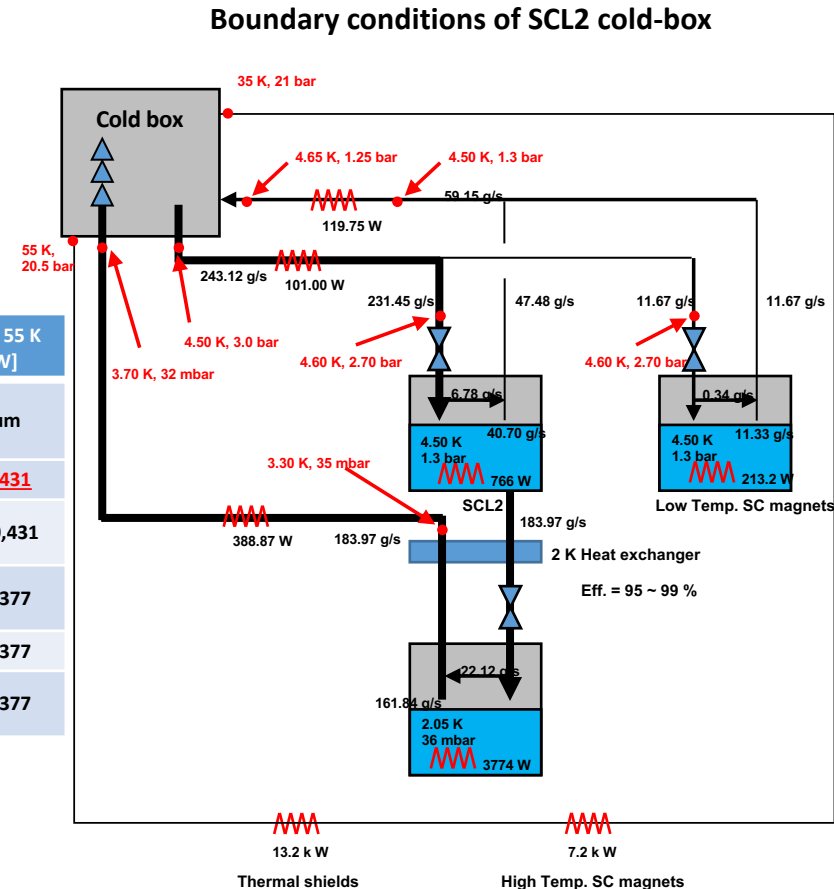 Boundary conditions of SCL2 cold-box
35 K, 21 bar
Cold box
4.65 K, 1.25 bar
4.50 K, 1.3 bar
59.15 g/s
119.75 W
55 K,
20.5 bar
243.12 g/s
101.00 W
231.45 g/s
47.48 g/s
11.67 g/s
11.67 g/s
4.50 K, 3.0 bar
4.60 K, 2.70 bar
4.60 K, 2.70 bar
3.70 K, 32 mbar
55 K
W]
um
431
,431
377
377
377
6.78 g/s
0.34 g/s
40.70 g/s
11.33 g/s
4.50 K
1.3 bar
766 W
4.50 K
1.3 bar
213.2 W
3.30 K, 35 mbar
SCL2
Low Temp. SC magnets
388.87 W
183.97 g/s
183.97 g/s
2 K Heat exchanger
Eff. = 95 ~ 99 %
22.12 g/s
161.84 g/s
2.05 K
36 mbar
3774 W
13.2 k W
7.2 k W
Thermal shields
High Temp. SC magnets